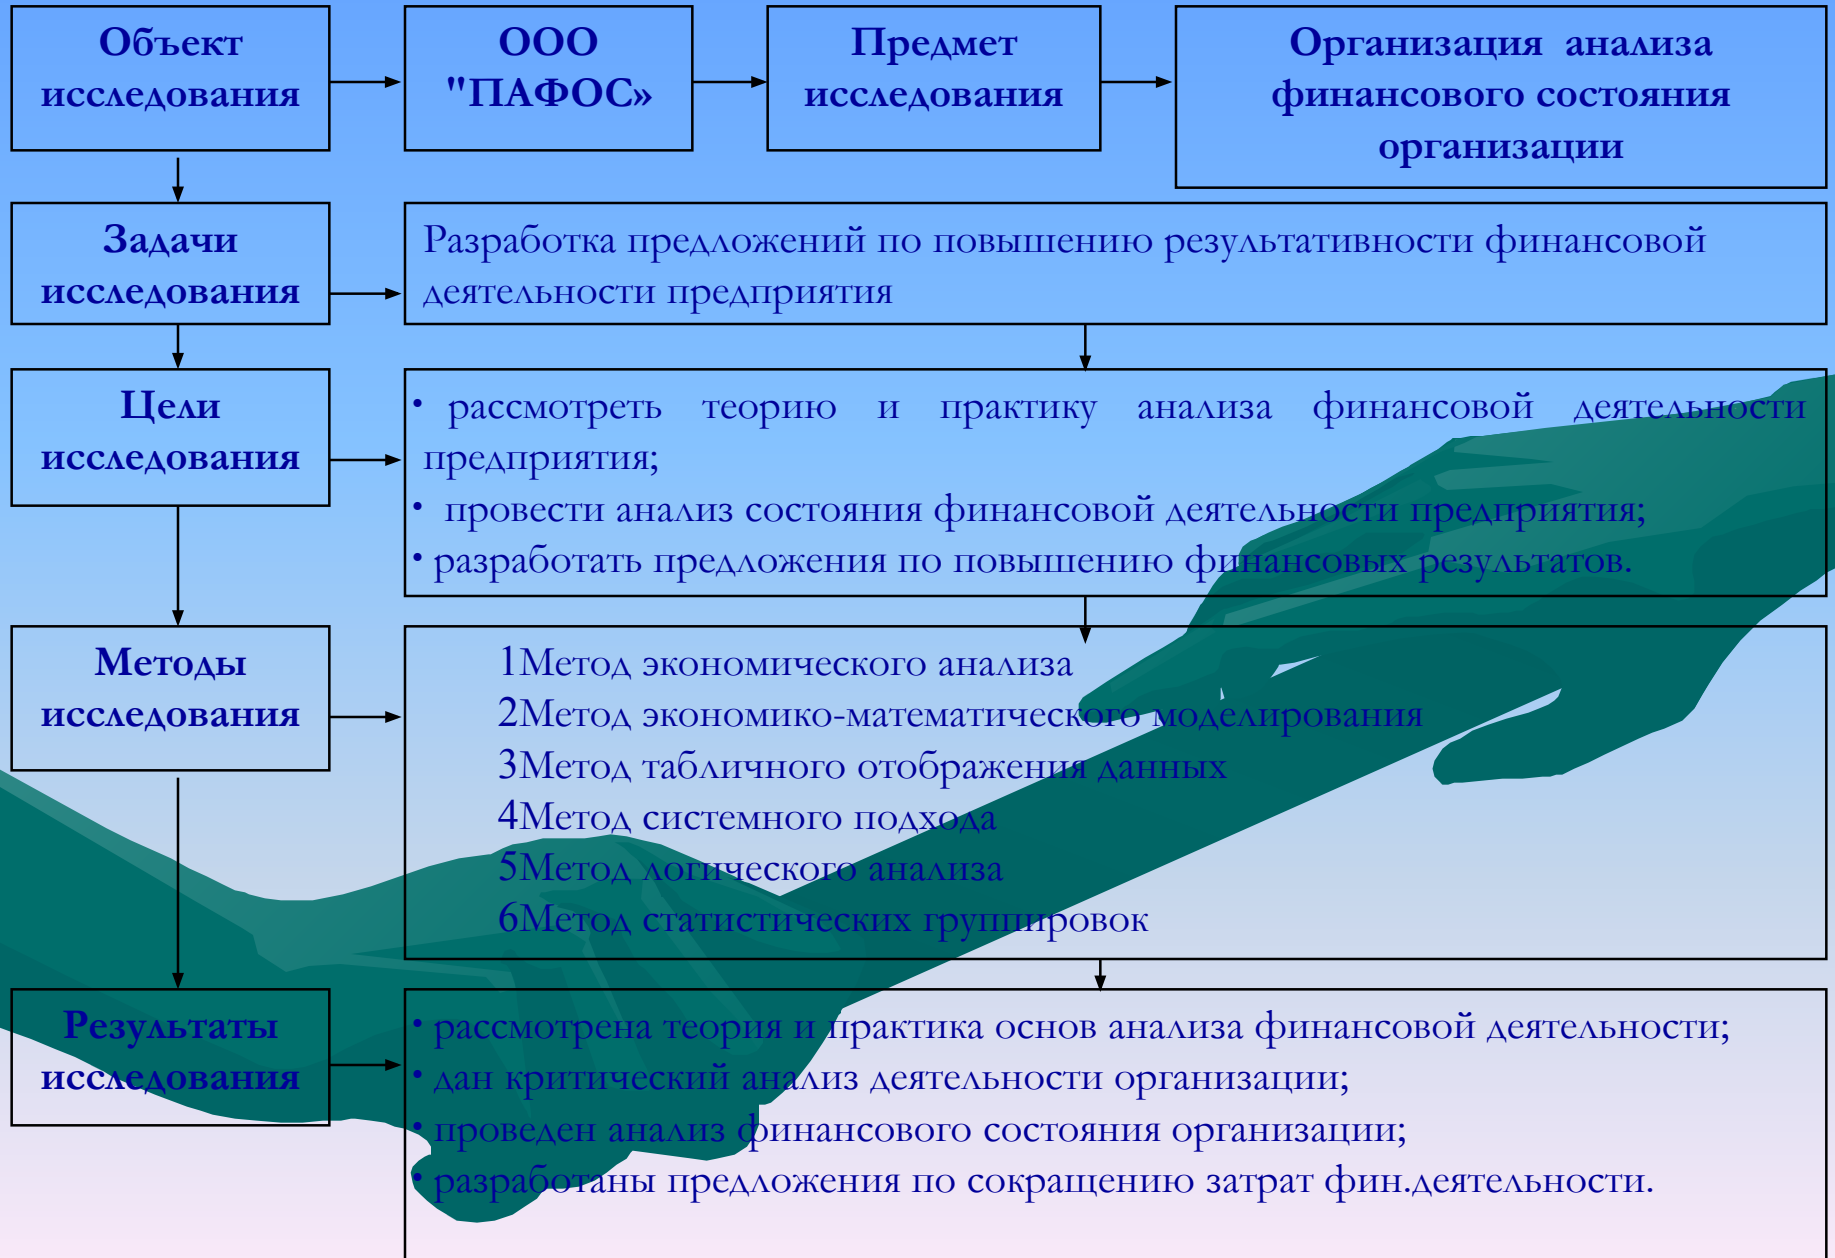 Объект
исследования
ООО
"ПАФОС»
Предмет
исследования
Организация анализа
финансового состояния
организации
Задачи
исследования
Разработка предложений по повышению результативности финансовой
деятельности предприятия
Цели
исследования
• рассмотреть теорию и практику анализа финансовой деятельности
предприятия;
• провести анализ состояния финансовой деятельности предприятия;
• разработать предложения по повышению финансовых результатов.
Методы
исследования
1Метод экономического анализа
2Метод экономико-математического моделирования
3Метод табличного отображения данных
4Метод системного подхода
5Метод логического анализа
6Метод статистических группировок
Результаты
исследования
• рассмотрена теория и практика основ анализа финансовой деятельности;
• дан критический анализ деятельности организации;
• проведен анализ финансового состояния организации;
• разработаны предложения по сокращению затрат фин.деятельности.